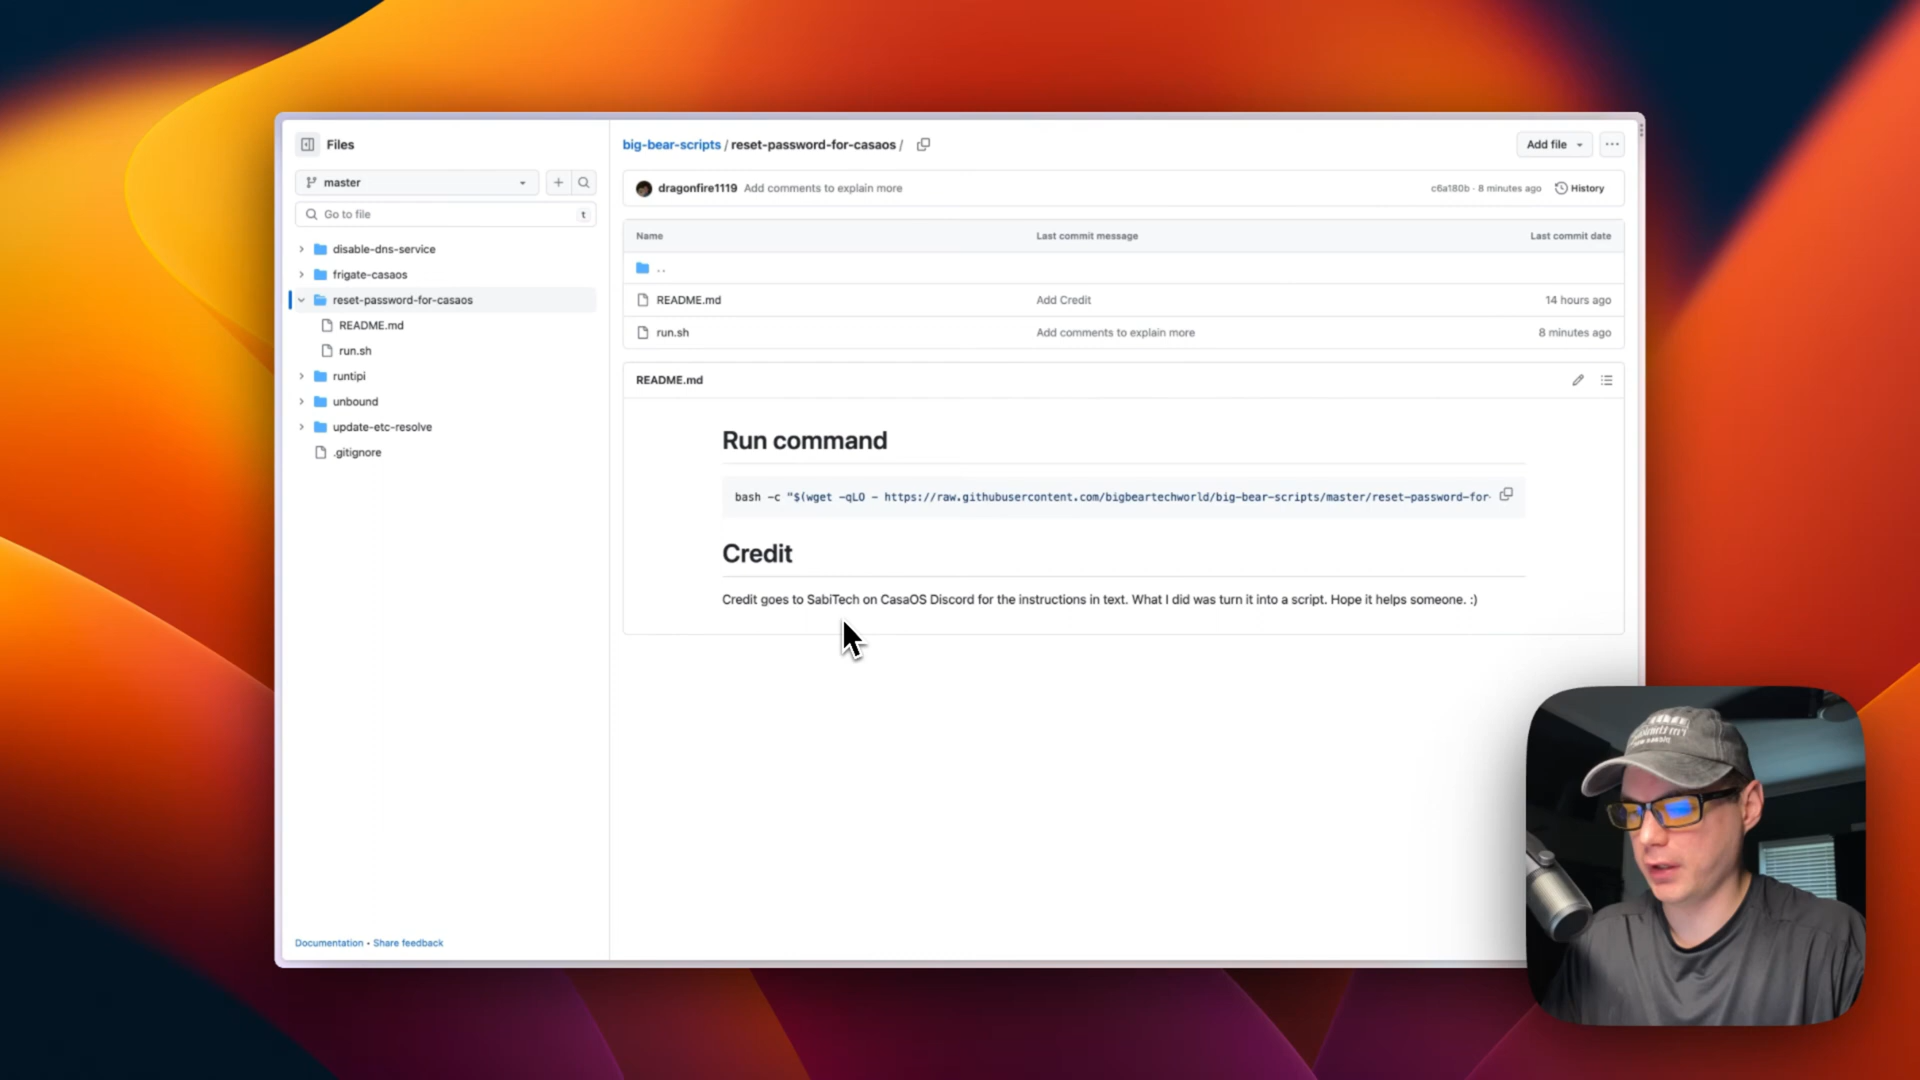 Files
master
Go to file
t
disable-dns-service
frigate-casaos
reset-password-for-casaos
README.md
run.sh
runtipi
unbound
update-etc-resolve
.gitignore
Documentation • Share feedback
big-bear-scripts / reset-password-for-casaos /
Add file
dragonfire1119 Add comments to explain more
c6a180b · 8 minutes ago
History
Name Last commit message Last commit date
..
README.md Add Credit 14 hours ago
run.sh Add comments to explain more 8 minutes ago
README.md
Run command
bash -c "$(wget -qLO - https://raw.githubusercontent.com/bigbeartechworld/big-bear-scripts/master/reset-password-for-
Credit
Credit goes to SabiTech on CasaOS Discord for the instructions in text. What I did was turn it into a script. Hope it helps someone. :)